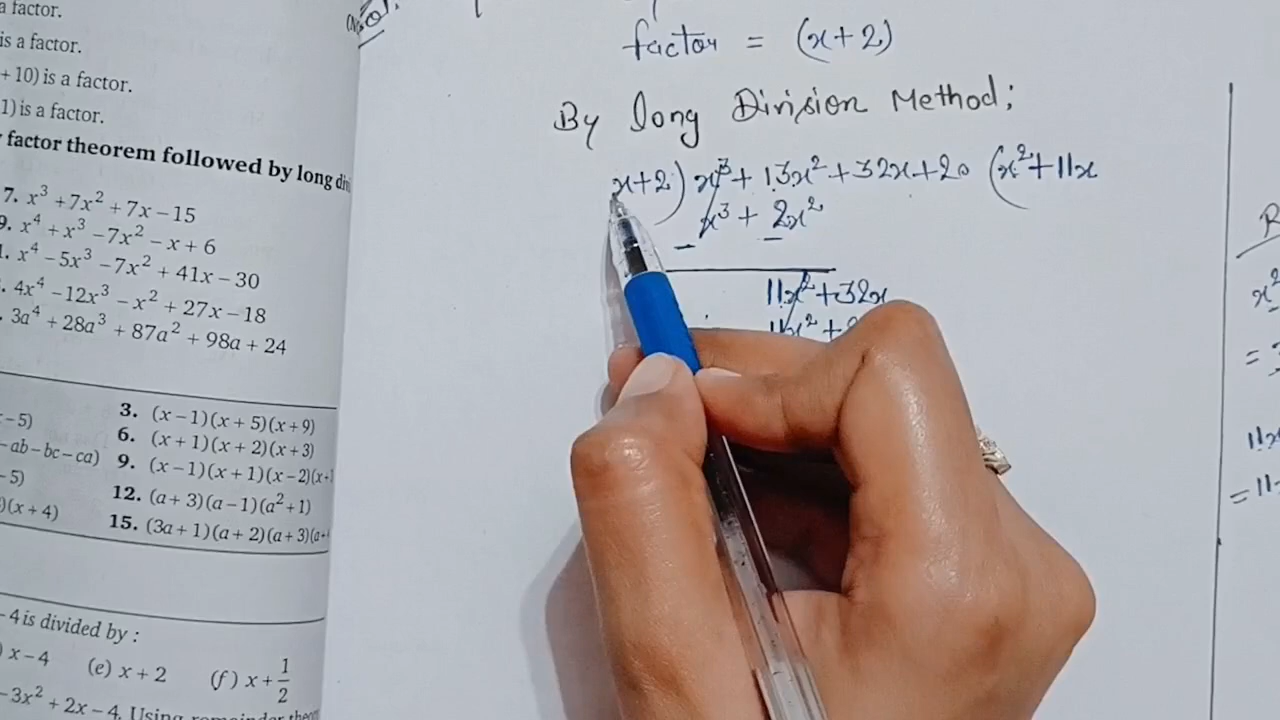 a factor.
is a factor.
+ 10) is a factor.
1) is a factor.
factor theorem followed by long
7. x³ + 7x² + 7x – 15
9. x⁴ + x³ – 7x² – x + 6
. x⁴ – 5x³ – 7x² + 41x – 30
. 4x⁴ – 12x³ – x² + 27x – 18
. 3a⁴ + 28a³ + 87a² + 98a + 24
– 5)
3. (x – 1)(x + 5)(x + 9)
6. (x + 1)(x + 2)(x + 3)
– ab – bc – ca)
9. (x – 1)(x + 1)(x – 2)(x +
– 5)
12. (a + 3)(a – 1)(a² + 1)
)(x + 4)
15. (3a + 1)(a + 2)(a + 3)(a +
– 4 is divided by :
) x – 4 (e) x + 2 (f) x + 1/2
– 3x² + 2x – 4. Using
factor = (x+2)
By long Division Method;
x+2) x³ + 13x² + 32x + 20 (x² + 11x
x³ + 2x²
– –
11x² + 32x
11x² +
R
x²
=
11x
= 11